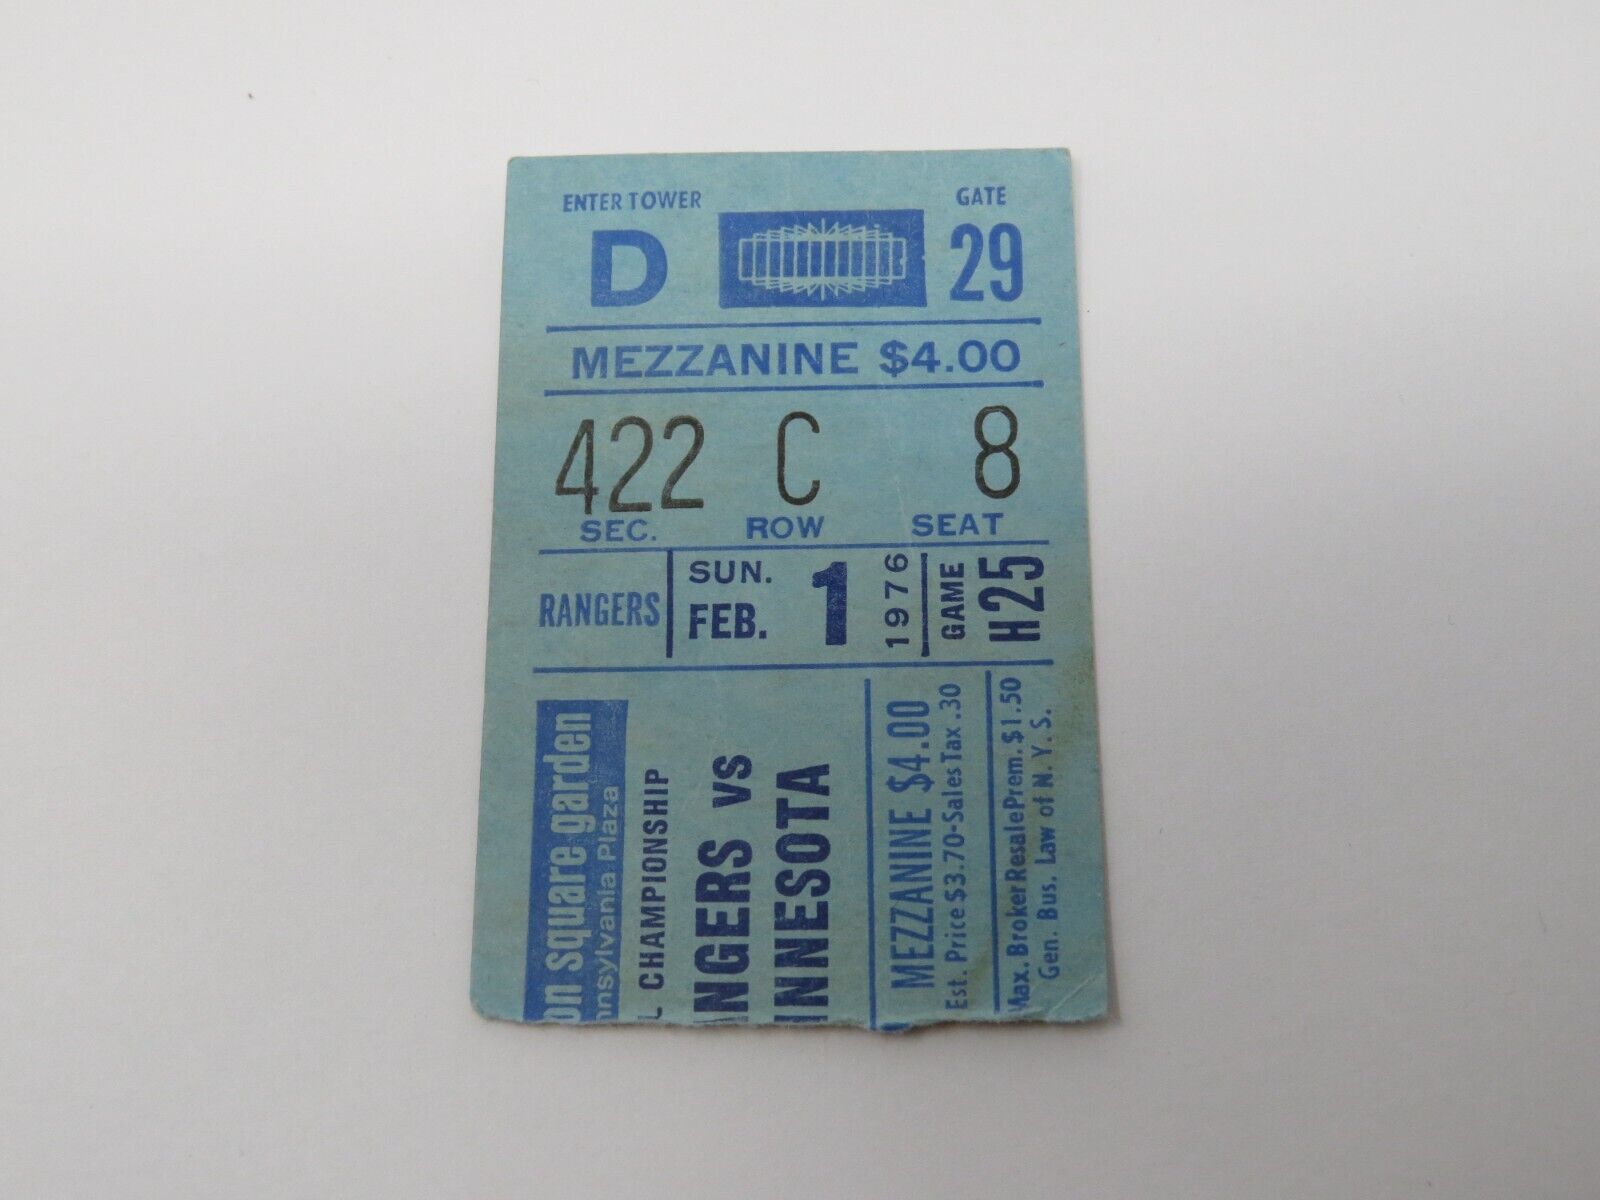 ENTER TOWER GATE
D 29
MEZZANINE $4.00
422 C 8
SEC. ROW SEAT
RANGERS
SUN.
FEB. 1 1976
GAME
H25
on square garden
nnsylvania Plaza
L CHAMPIONSHIP
NGERS VS
INNESOTA
MEZZANINE $4.00
Est. Price $3.70-Sales Tax .30
Max. Broker Resale Prem. $1.50
Gen. Bus. Law of N.Y.S.